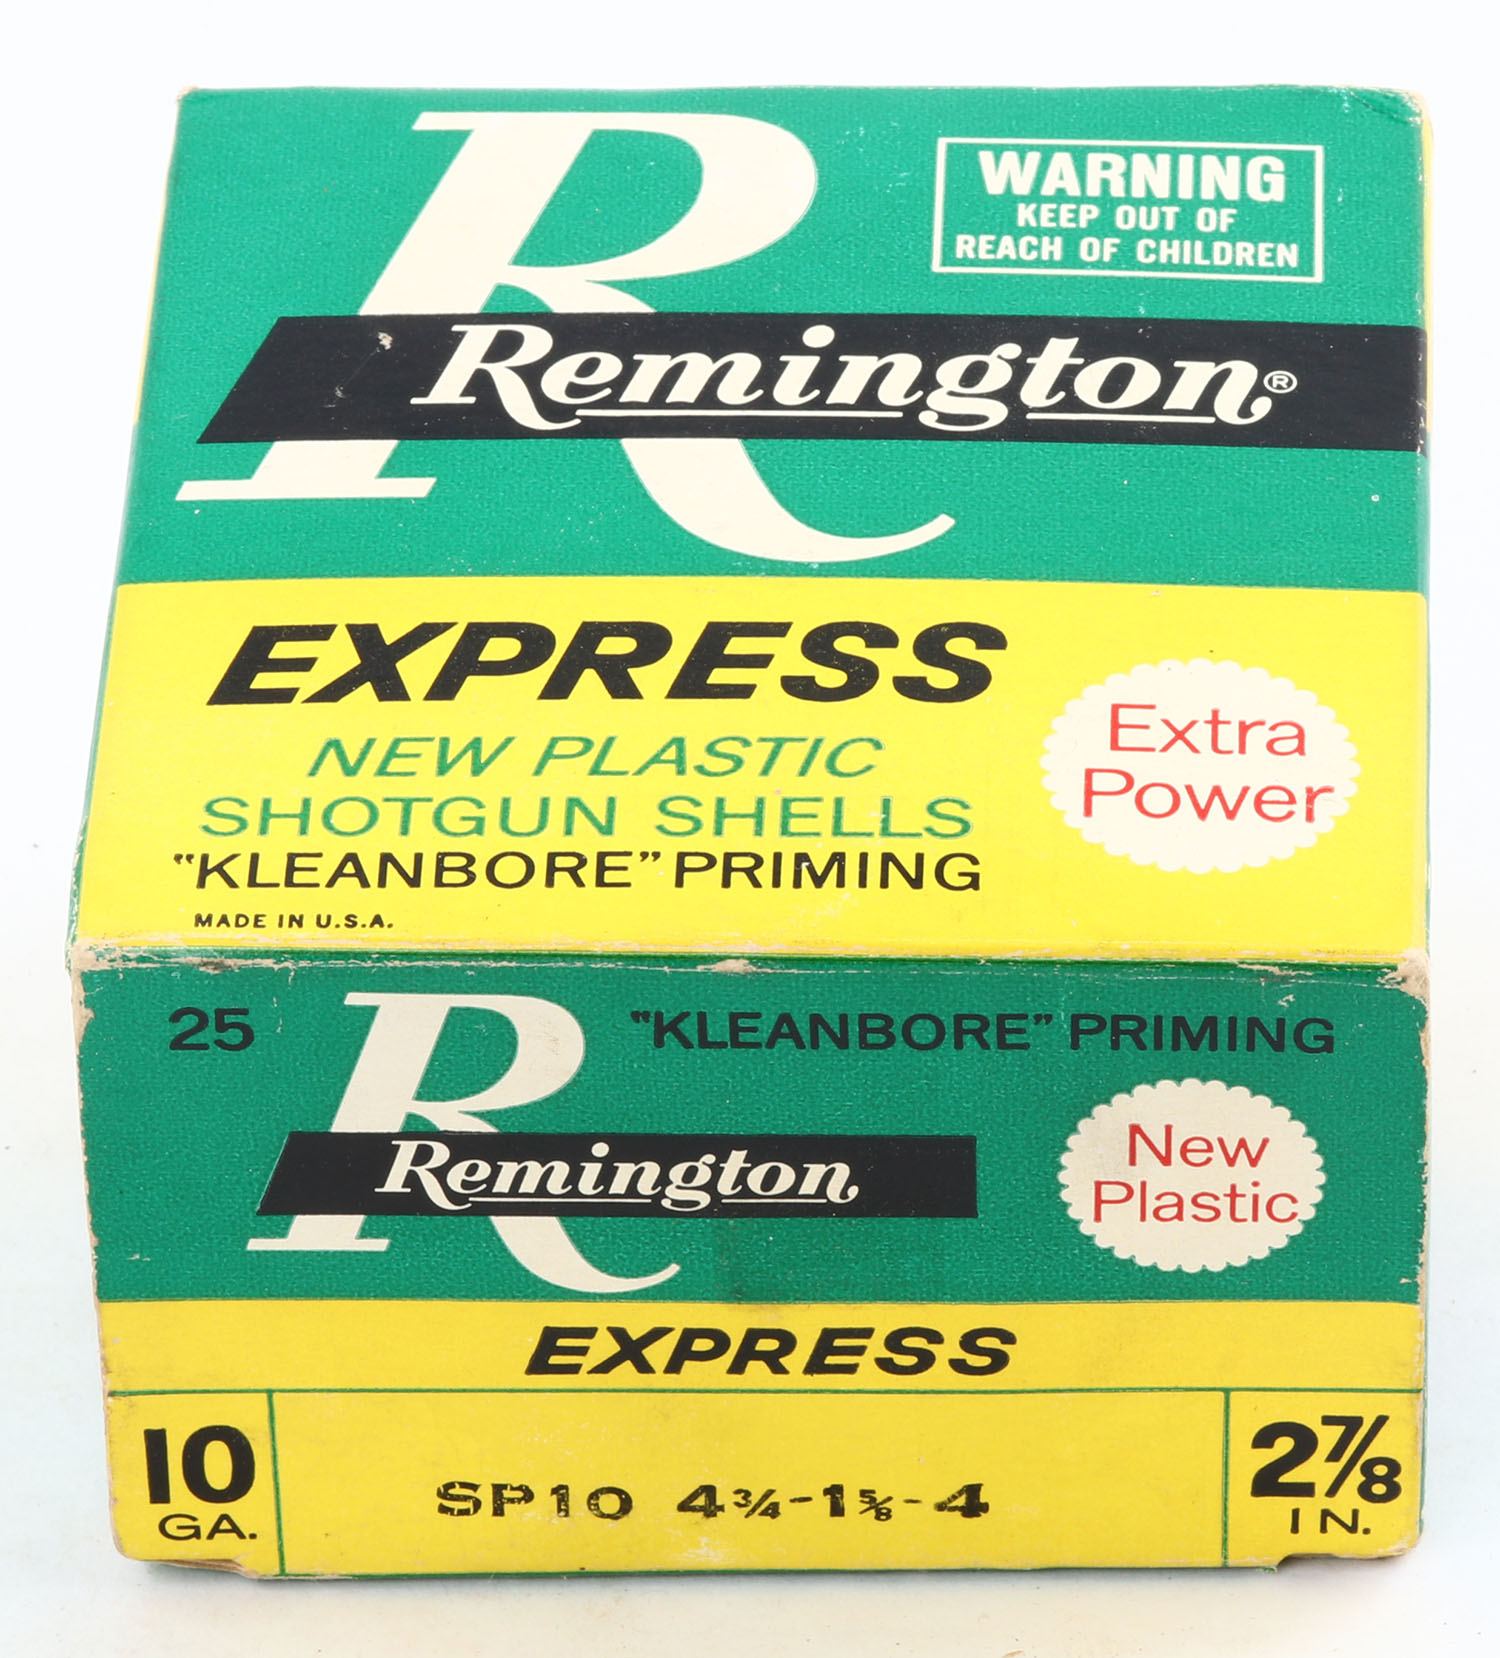 R
WARNING
KEEP OUT OF
REACH OF CHILDREN
Remington®
EXPRESS
NEW PLASTIC
SHOTGUN SHELLS
"KLEANBORE" PRIMING
MADE IN U.S.A.
Extra
Power
25
R
"KLEANBORE" PRIMING
Remington
New
Plastic
EXPRESS
10
GA.
SP10 4¾-1⅝-4
2⅞
IN.